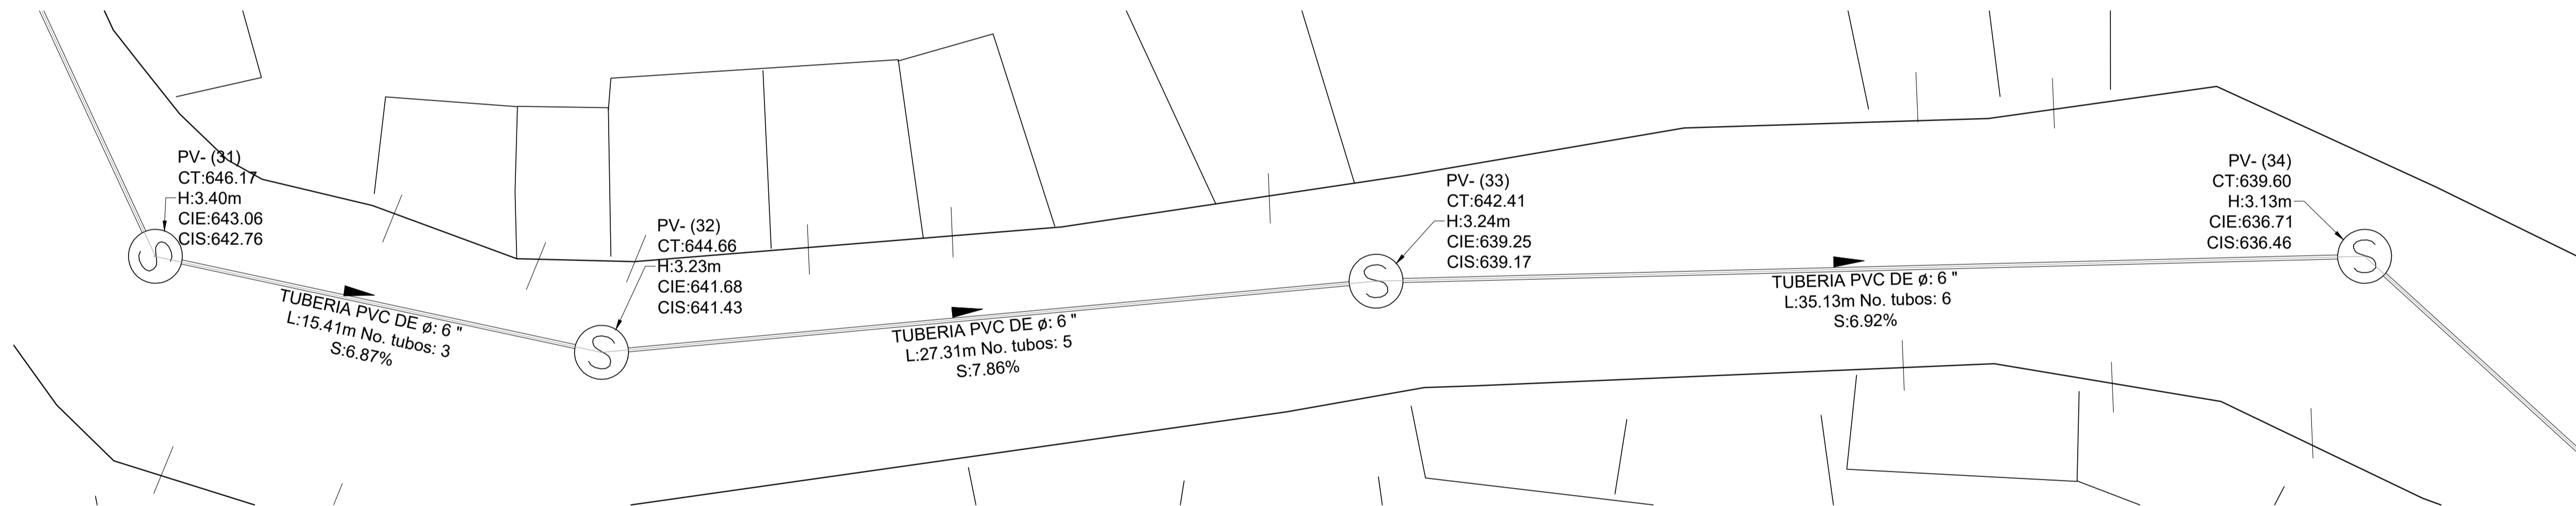 PV- (31)
CT:646.17
H:3.40m
CIE:643.06
CIS:642.76
S
TUBERIA PVC DE ø: 6 "
L:15.41m No. tubos: 3
S:6.87%
PV- (32)
CT:644.66
H:3.23m
CIE:641.68
CIS:641.43
S
TUBERIA PVC DE ø: 6 "
L:27.31m No. tubos: 5
S:7.86%
PV- (33)
CT:642.41
H:3.24m
CIE:639.25
CIS:639.17
S
TUBERIA PVC DE ø: 6 "
L:35.13m No. tubos: 6
S:6.92%
PV- (34)
CT:639.60
H:3.13m
CIE:636.71
CIS:636.46
S